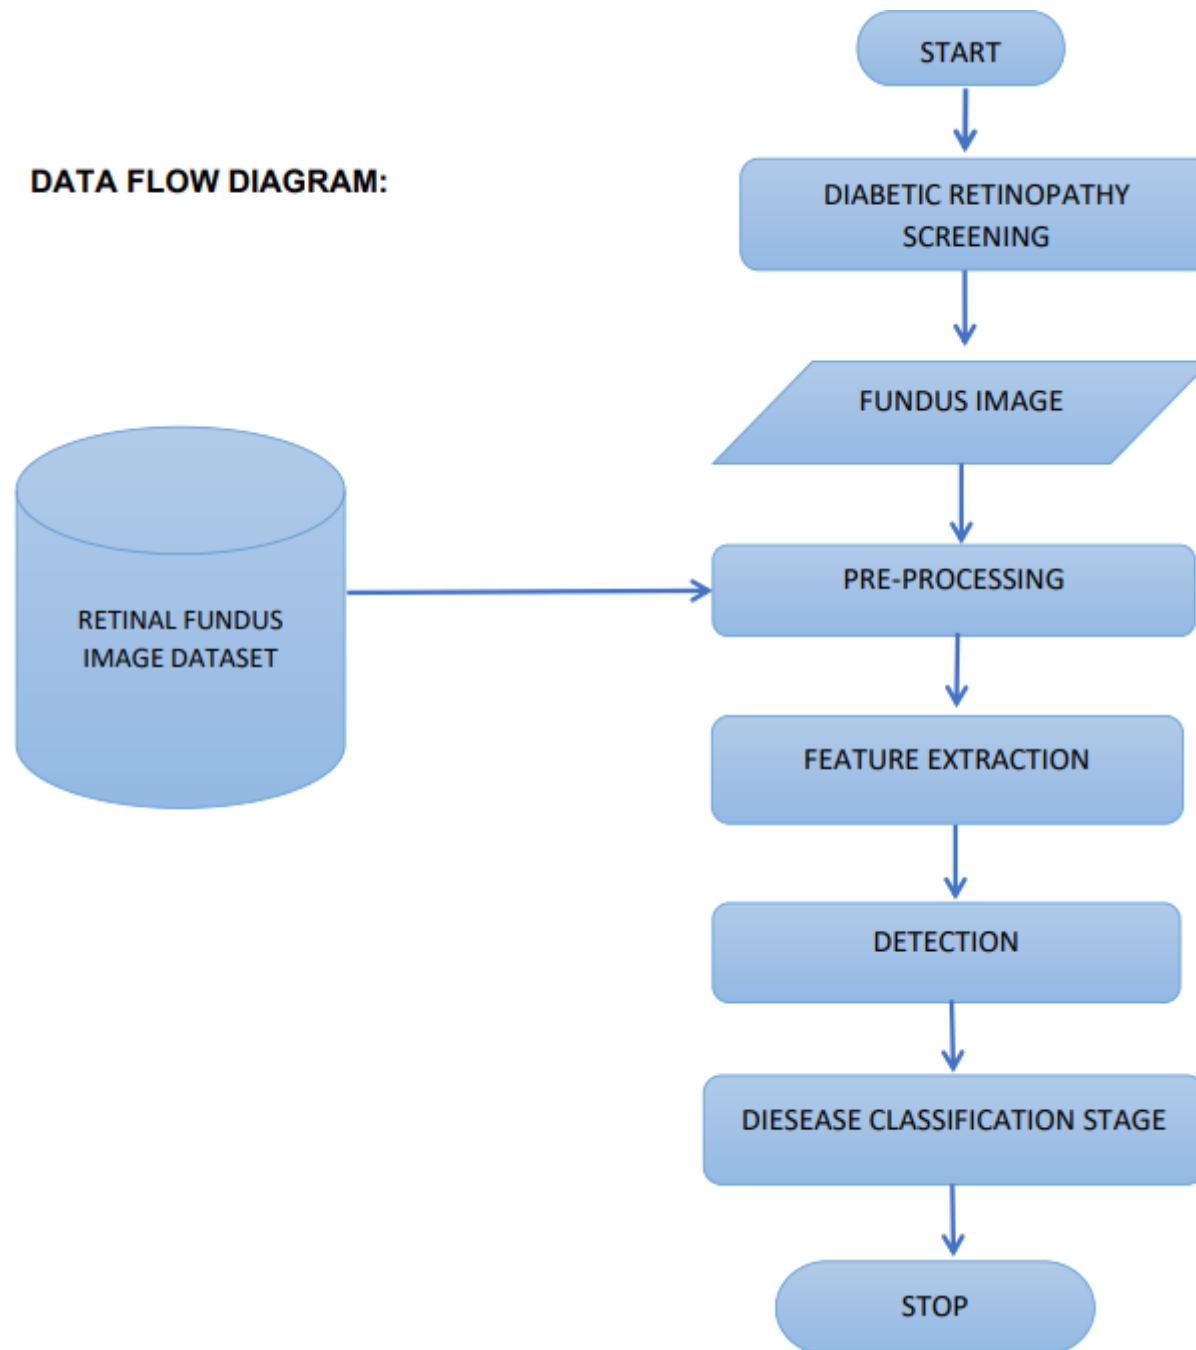 START
DATA FLOW DIAGRAM:
DIABETIC RETINOPATHY
SCREENING
FUNDUS IMAGE
RETINAL FUNDUS
IMAGE DATASET
PRE-PROCESSING
FEATURE EXTRACTION
DETECTION
DIESEASE CLASSIFICATION STAGE
STOP